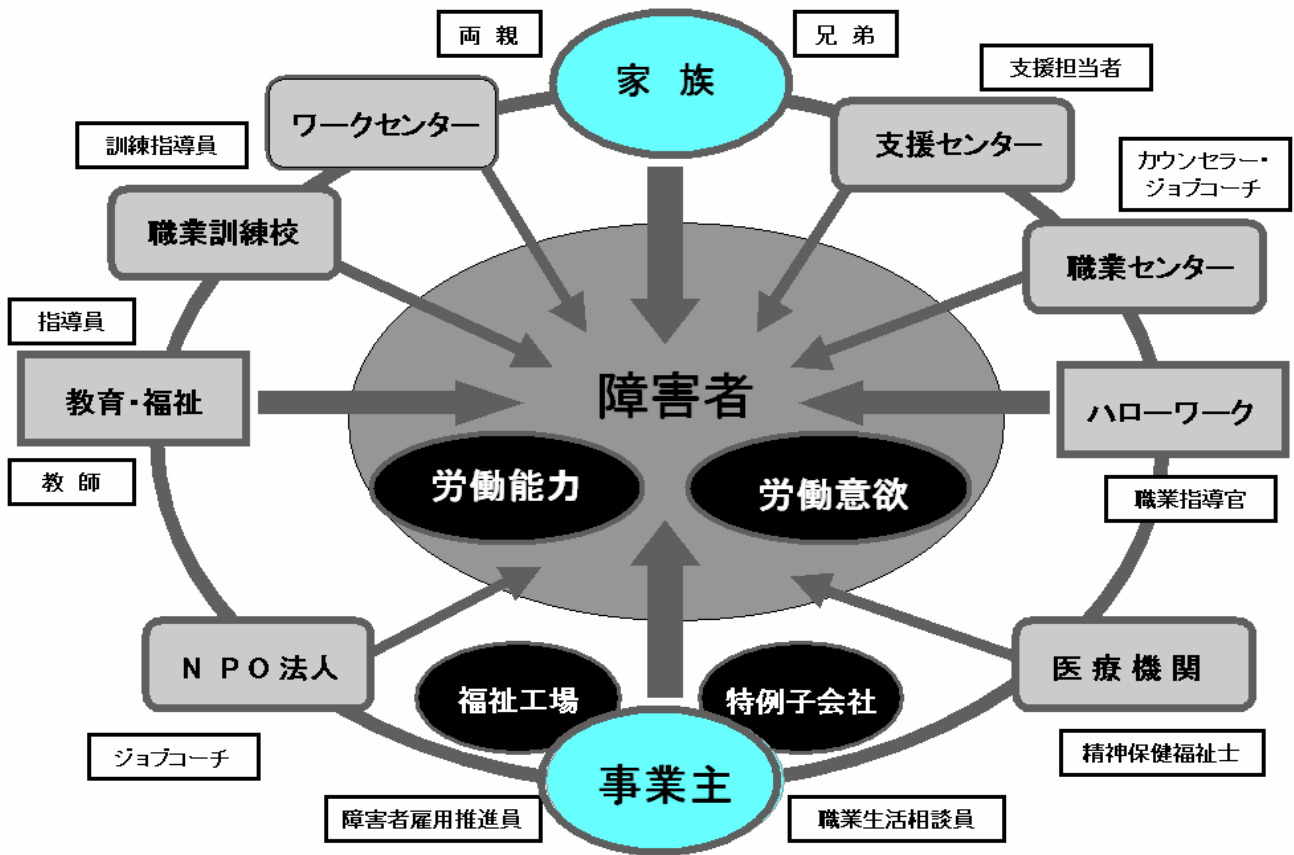 両 親
兄 弟
家 族
支援担当者
ワークセンター
支援センター
訓練指導員
カウンセラー・
ジョブコーチ
職業訓練校
職業センター
指導員
教育・福祉
障害者
ハローワーク
教 師
労働能力
労働意欲
職業指導官
N PO法人
医 療 機 関
福祉工場
特例子会社
ジョブコーチ
精神保健福祉士
事業主
障害者雇用推進員
職業生活相談員